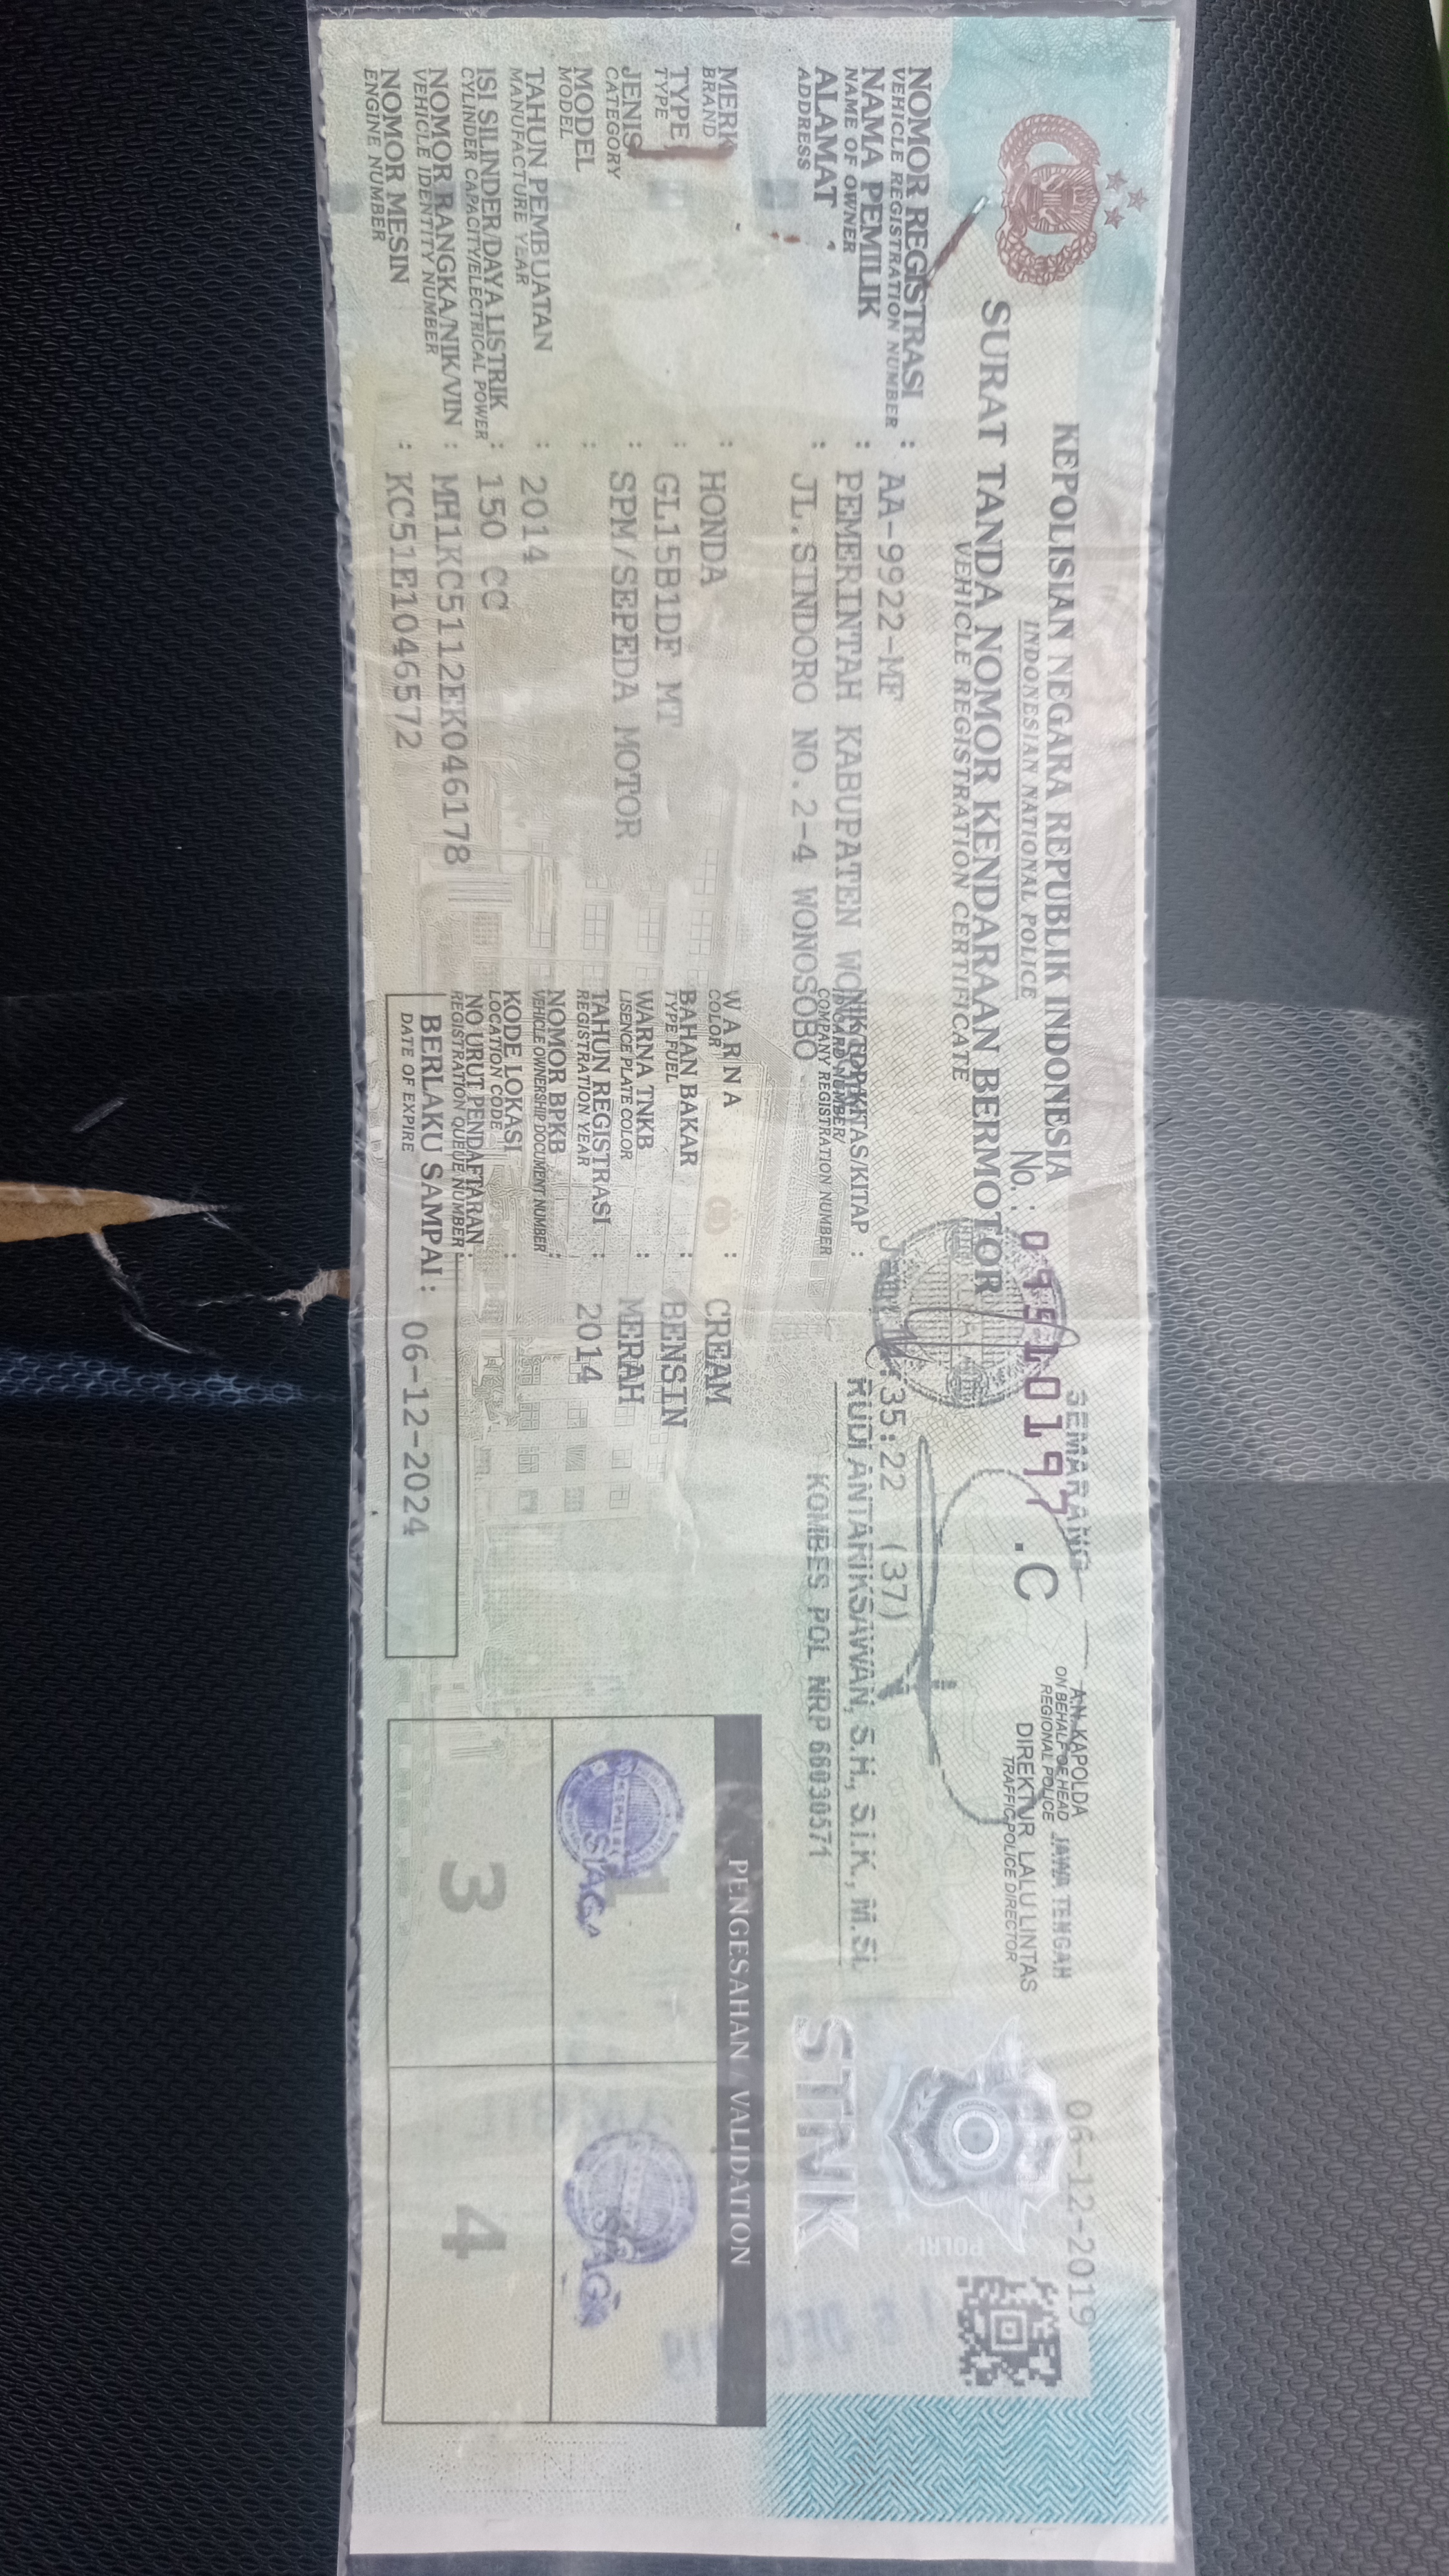 KEPOLISIAN NEGARA REPUBLIK INDONESIA
INDONESIAN NATIONAL POLICE
SURAT TANDA NOMOR KENDARAAN BERMOTOR
VEHICLE REGISTRATION CERTIFICATE
No. : 09510197 .C
SEMARANG
06-12-2019
A.N. KAPOLDA JAWA TENGAH
ON BEHALF OF HEAD
REGIONAL POLICE
DIREKTUR LALU LINTAS
TRAFFIC POLICE DIRECTOR
NOMOR REGISTRASI : AA-9922-MF
VEHICLE REGISTRATION NUMBER
35:22 (37)
NAMA PEMILIK : PEMERINTAH KABUPATEN
NAME OF OWNER
/KITAS/KITAP :
COMPANY REGISTRATION NUMBER
ALAMAT : JL.SINDORO NO.2-4 WONOSOBO
ADDRESS
RUDI ANTARIKSAWAN, S.H., S.I.K., M.Si.
KOMBES POL NRP 66030571
POLRI
STNK
MERK : HONDA
BRAND
TYPE : GL15B1DF MT
TYPE
JENIS : SPM/SEPEDA MOTOR
CATEGORY
MODEL :
MODEL
TAHUN PEMBUATAN : 2014
MANUFACTURE YEAR
ISI SILINDER/DAYA LISTRIK : 150 CC
CYLINDER CAPACITY/ELECTRICAL POWER
NOMOR RANGKA/NIK/VIN : MH1KC5112EK046178
VEHICLE IDENTITY NUMBER
NOMOR MESIN : KC51E1046572
ENGINE NUMBER
WARNA : CREAM
COLOR
BAHAN BAKAR : BENSIN
TYPE FUEL
WARNA TNKB : MERAH
LISENCE PLATE COLOR
TAHUN REGISTRASI : 2014
REGISTRATION YEAR
NOMOR BPKB :
VEHICLE OWNERSHIP DOCUMENT NUMBER
KODE LOKASI :
LOCATION CODE
NO URUT PENDAFTARAN :
REGISTRATION QUEUE NUMBER
BERLAKU SAMPAI : 06-12-2024
DATE OF EXPIRE
PENGESAHAN / VALIDATION
1
3
4